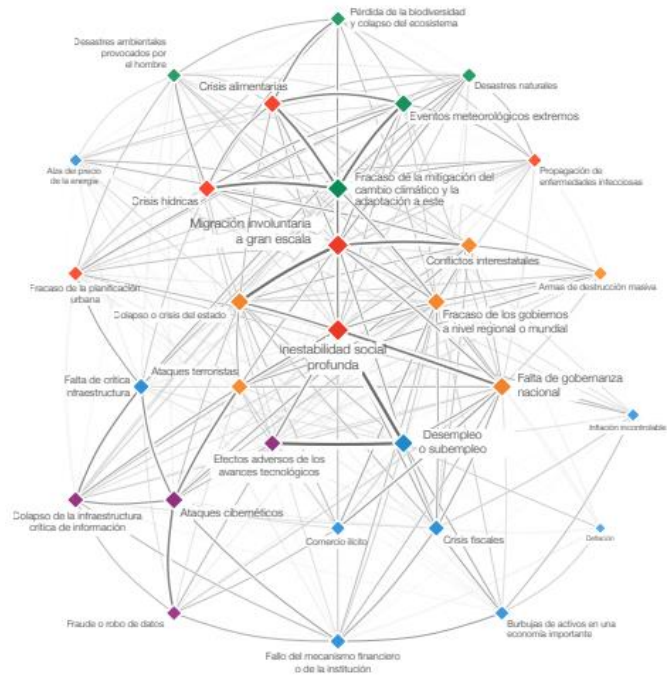 Pérdida de la biodiversidad
y colapso del ecosistema
Desastres ambientales
provocados por
el hombre
Desastres naturales
Crisis alimentarias
Eventos meteorológicos extremos
Alza del precio
de la energía
Propagación de
enfermedades infecciosas
Crisis hídricas
Fracaso de la mitigación del
cambio climático y la
adaptación a este
Migración involuntaria
a gran escala
Conflictos interestatales
Fracaso de la planificación
urbana
Armas de destrucción masiva
Colapso o crisis del estado
Fracaso de los gobiernos
a nivel regional o mundial
Inestabilidad social
profunda
Falta de crítica
infraestructura
Ataques terroristas
Falta de gobernanza
nacional
Inflación incontrolable
Desempleo
o subempleo
Efectos adversos de los
avances tecnológicos
Colapso de la infraestructura
crítica de información
Ataques cibernéticos
Comercio ilícito
Crisis fiscales
Deflación
Fraude o robo de datos
Burbujas de activos en una
economía importante
Fallo del mecanismo financiero
o de la institución